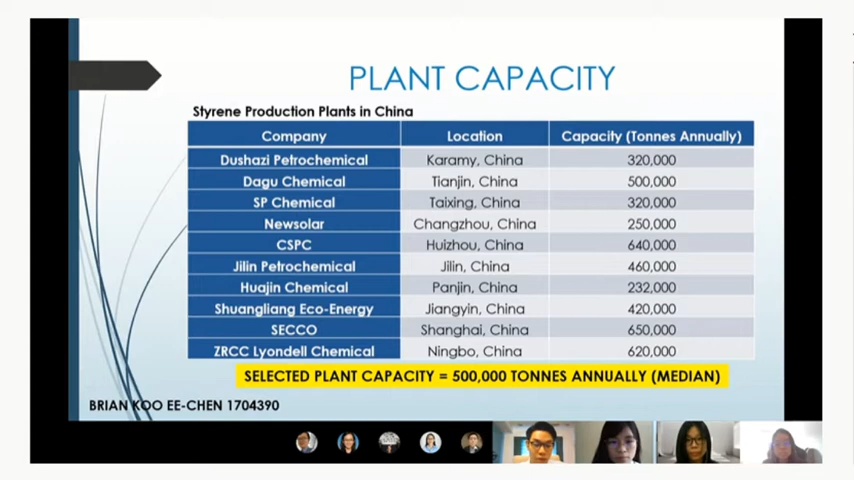 PLANT CAPACITY
Styrene Production Plants in China
Company Location Capacity (Tonnes Annually)
Dushazi Petrochemical Karamy, China 320,000
Dagu Chemical Tianjin, China 500,000
SP Chemical Taixing, China 320,000
Newsolar Changzhou, China 250,000
CSPC Huizhou, China 640,000
Jilin Petrochemical Jilin, China 460,000
Huajin Chemical Panjin, China 232,000
Shuangliang Eco-Energy Jiangyin, China 420,000
SECCO Shanghai, China 650,000
ZRCC Lyondell Chemical Ningbo, China 620,000
SELECTED PLANT CAPACITY = 500,000 TONNES ANNUALLY (MEDIAN)
BRIAN KOO EE-CHEN 1704390